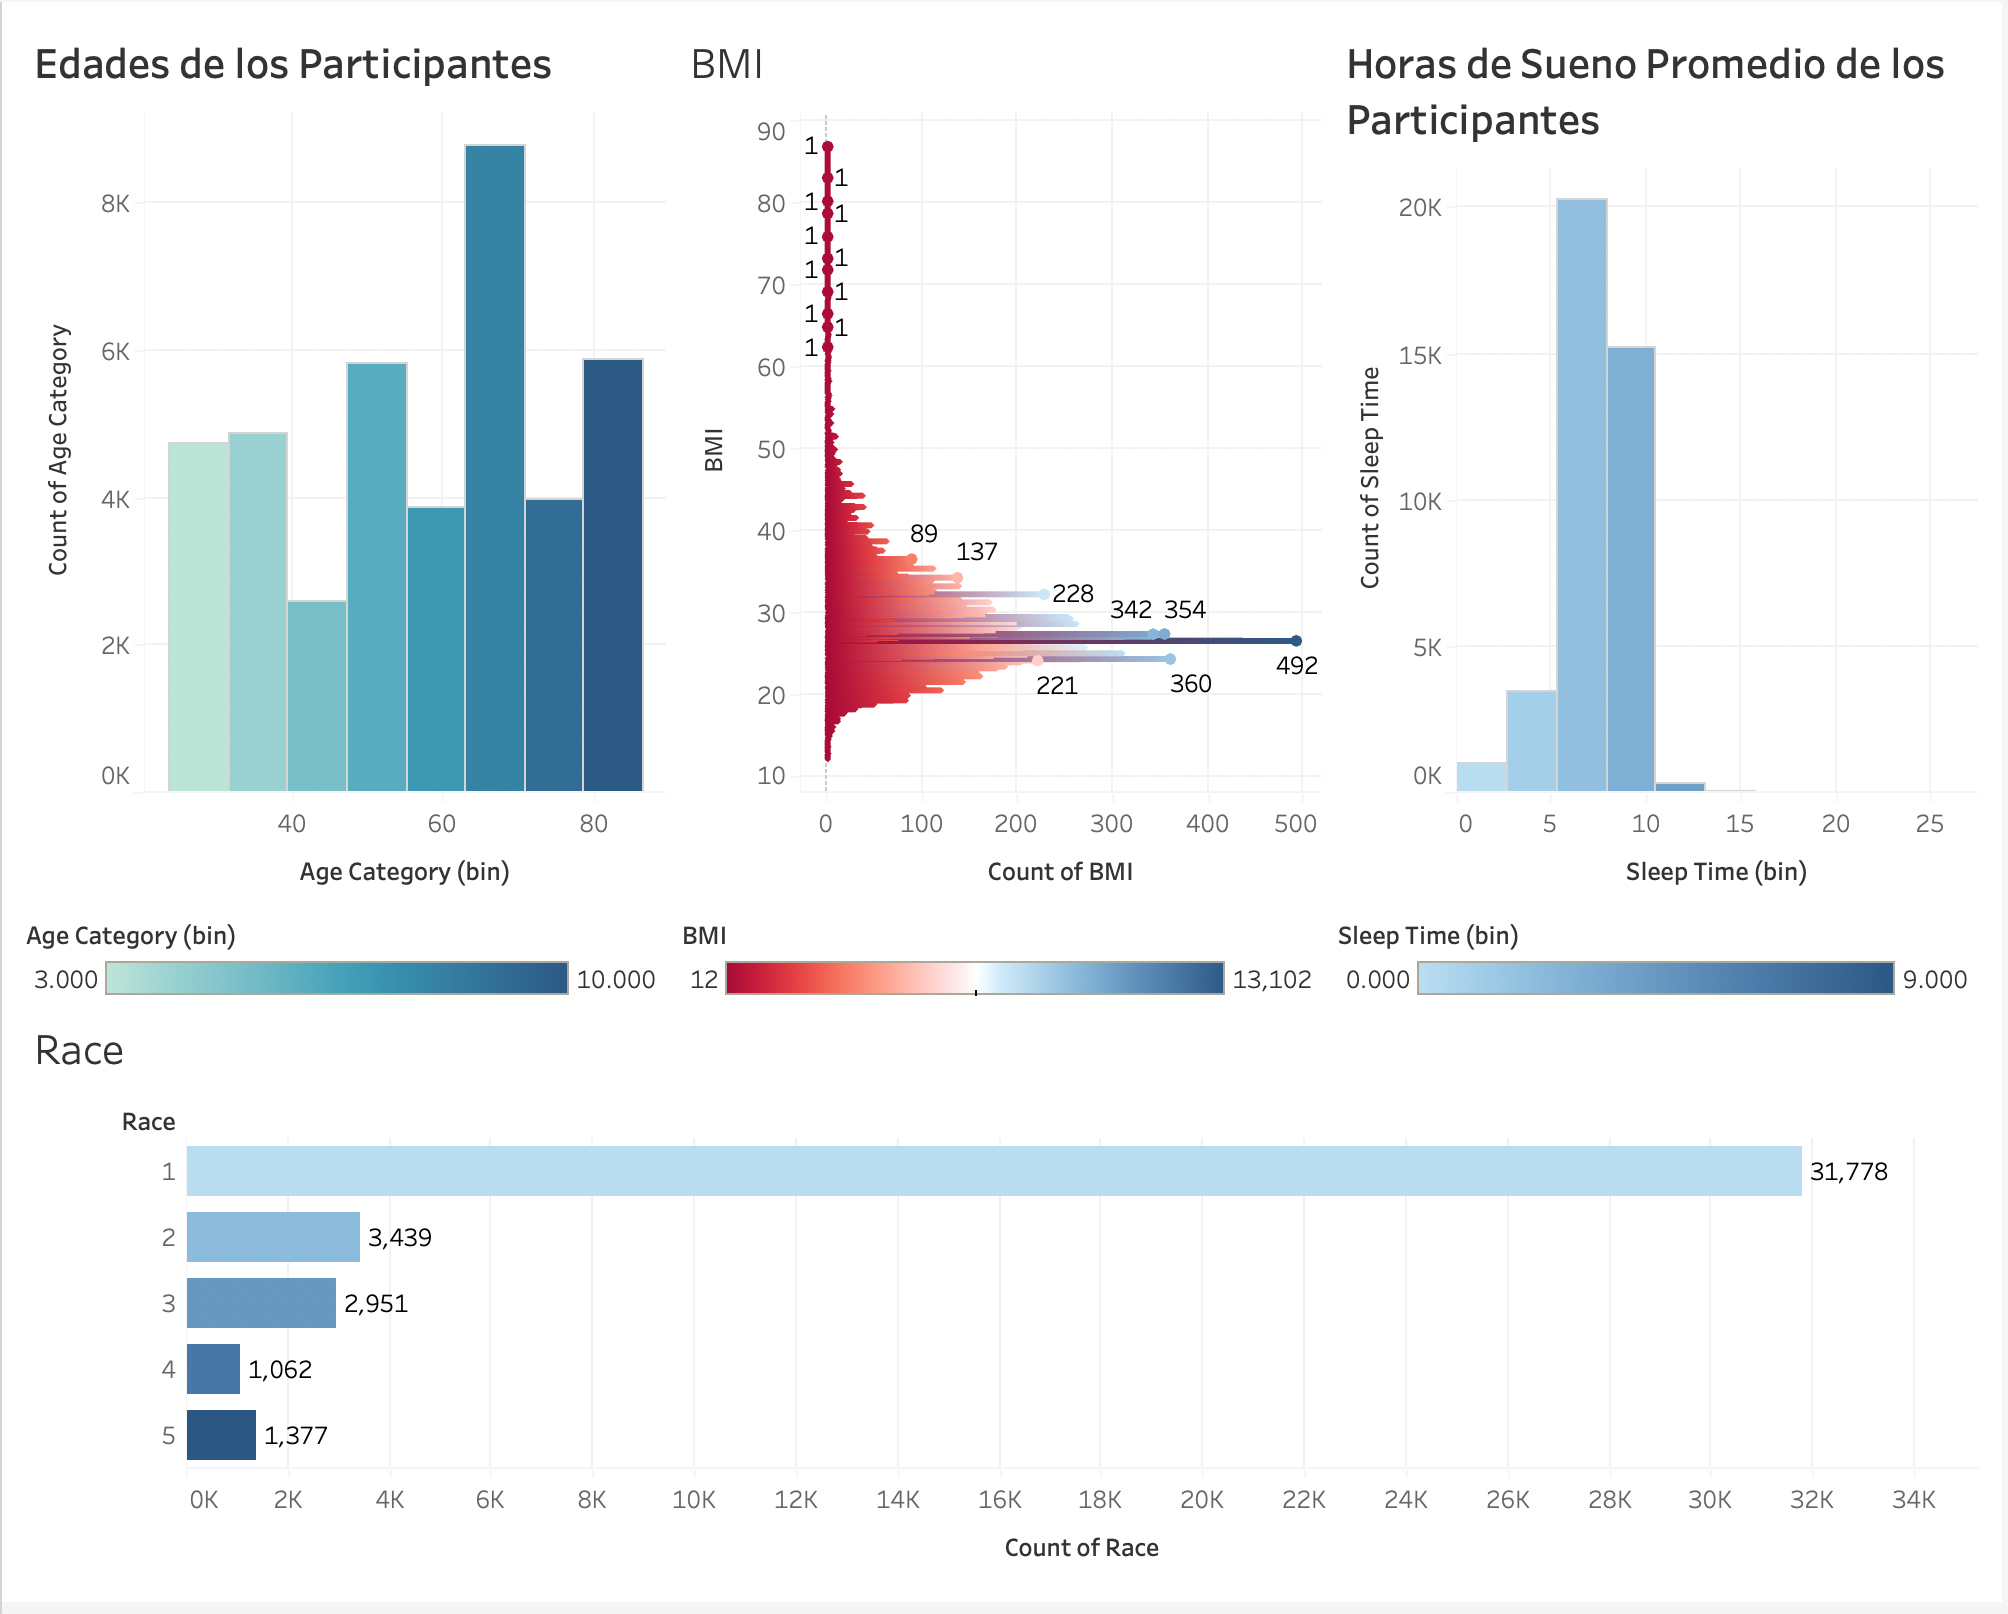 Edades de los Participantes
8K
6K
4K
2K
0K
Count of Age Category
40 60 80
Age Category (bin)
BMI
90
80
70
60
50
40
30
20
10
BMI
1
1
1
1
1
1
1
1
1
1
1
89
137
228
342 354
492
221
360
0 100 200 300 400 500
Count of BMI
Horas de Sueno Promedio de los
Participantes
20K
15K
10K
5K
0K
Count of Sleep Time
0 5 10 15 20 25
Sleep Time (bin)
Age Category (bin)
3.000 10.000
BMI
12 13,102
Sleep Time (bin)
0.000 9.000
Race
Race
1 31,778
2 3,439
3 2,951
4 1,062
5 1,377
0K 2K 4K 6K 8K 10K 12K 14K 16K 18K 20K 22K 24K 26K 28K 30K 32K 34K
Count of Race